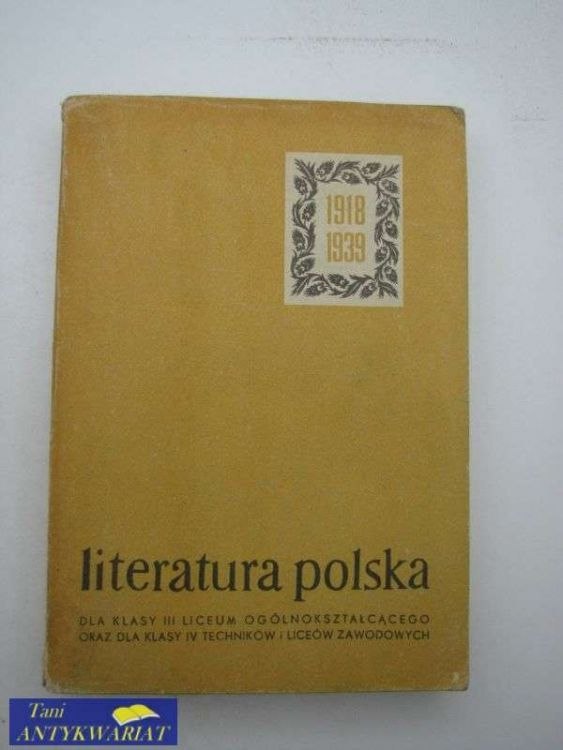 1918
1939
literatura polska
DLA KLASY III LICEUM OGÓLNOKSZTAŁCĄCEGO
ORAZ DLA KLASY IV TECHNIKÓW i LICEÓW ZAWODOWYCH
Tani
ANTYKWARIAT